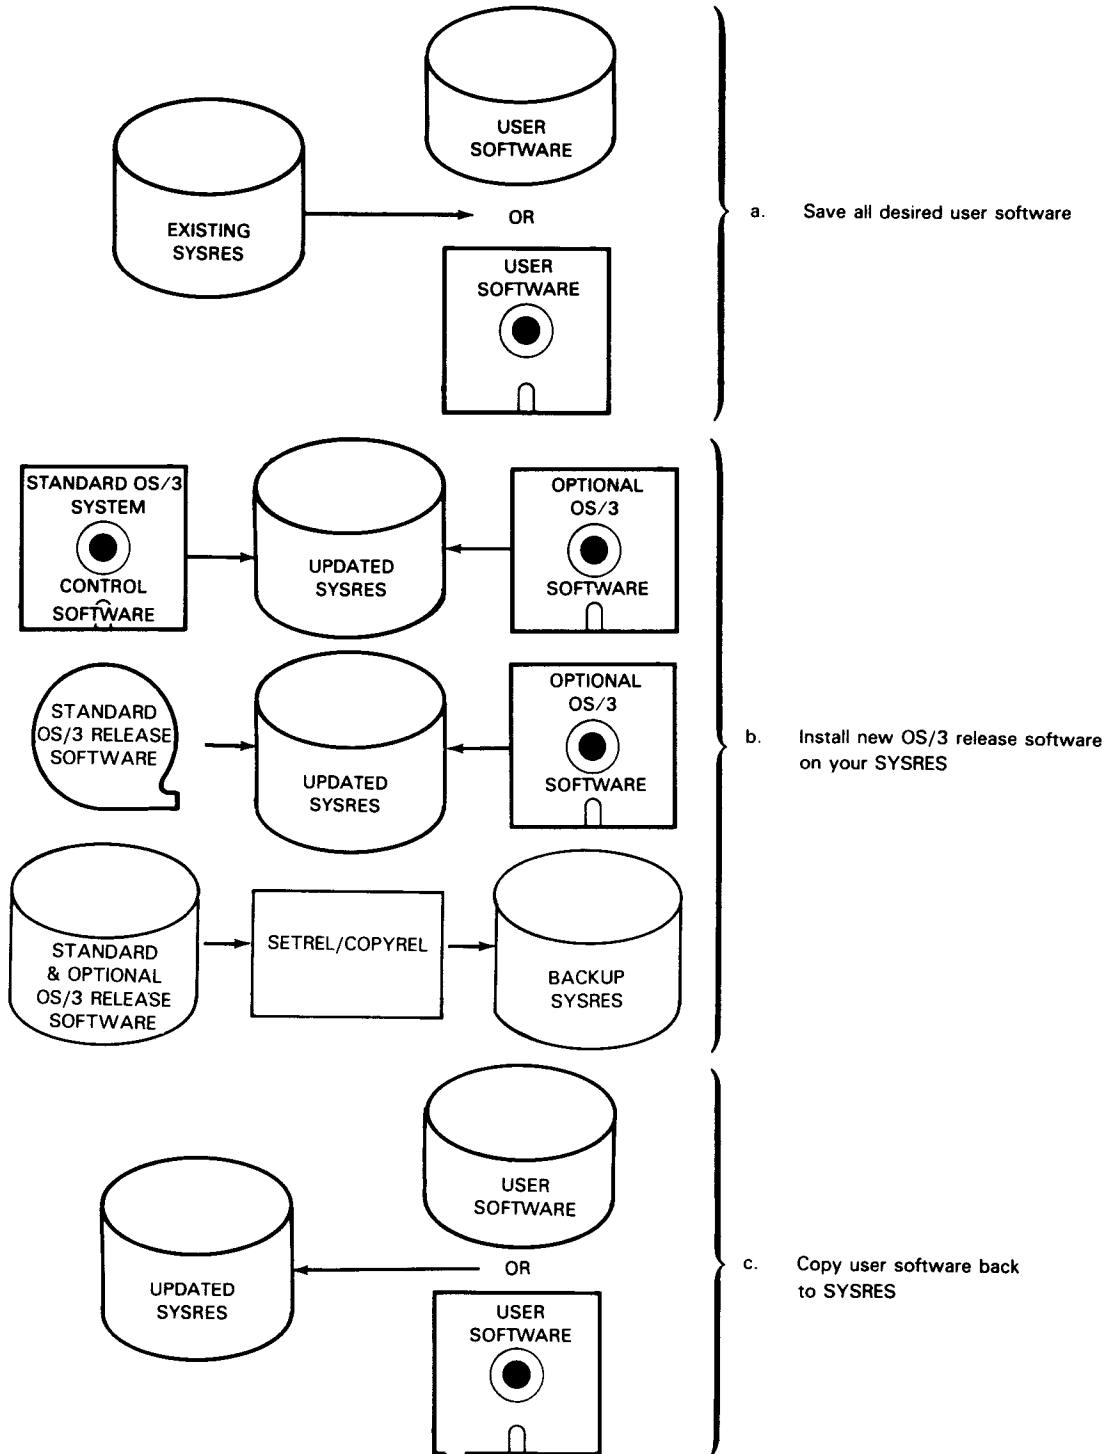 USER
SOFTWARE
EXISTING
SYSRES
OR
USER
SOFTWARE
a. Save all desired user software
STANDARD OS/3
SYSTEM
CONTROL
SOFTWARE
UPDATED
SYSRES
OPTIONAL
OS/3
SOFTWARE
STANDARD
OS/3 RELEASE
SOFTWARE
UPDATED
SYSRES
OPTIONAL
OS/3
SOFTWARE
b. Install new OS/3 release software
on your SYSRES
STANDARD
& OPTIONAL
OS/3 RELEASE
SOFTWARE
SETREL/COPYREL
BACKUP
SYSRES
USER
SOFTWARE
UPDATED
SYSRES
OR
USER
SOFTWARE
c. Copy user software back
to SYSRES